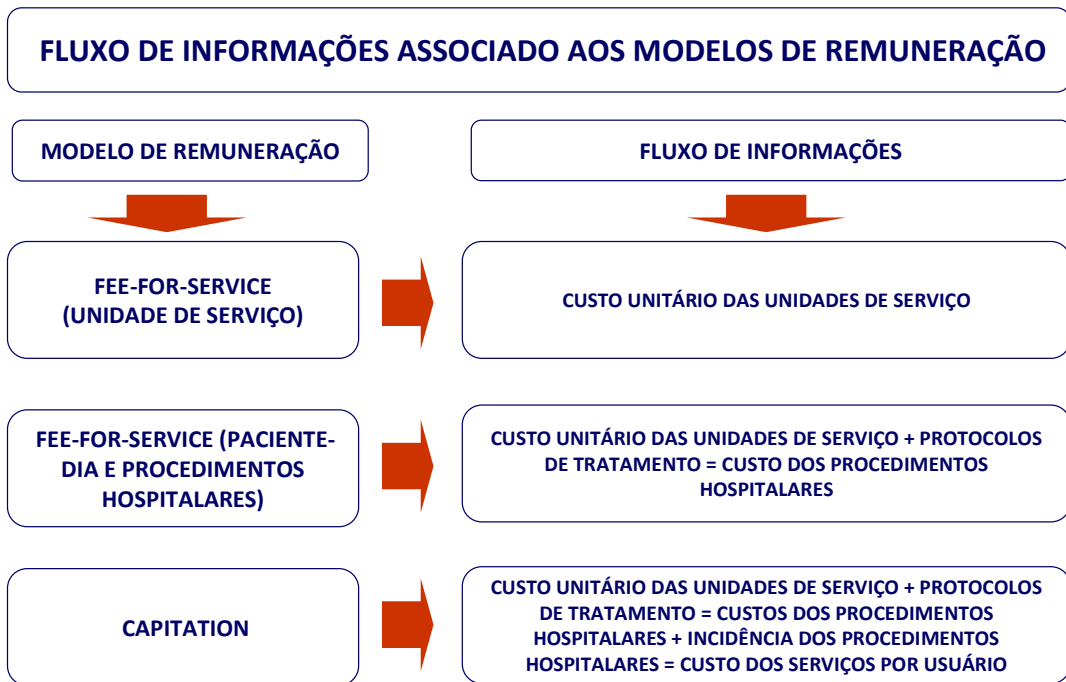 FLUXO DE INFORMAÇÕES ASSOCIADO AOS MODELOS DE REMUNERAÇÃO
MODELO DE REMUNERAÇÃO
FLUXO DE INFORMAÇÕES
FEE-FOR-SERVICE
(UNIDADE DE SERVIÇO)
CUSTO UNITÁRIO DAS UNIDADES DE SERVIÇO
FEE-FOR-SERVICE (PACIENTE-
DIA E PROCEDIMENTOS
HOSPITALARES)
CUSTO UNITÁRIO DAS UNIDADES DE SERVIÇO + PROTOCOLOS
DE TRATAMENTO = CUSTO DOS PROCEDIMENTOS
HOSPITALARES
CAPITATION
CUSTO UNITÁRIO DAS UNIDADES DE SERVIÇO + PROTOCOLOS
DE TRATAMENTO = CUSTOS DOS PROCEDIMENTOS
HOSPITALARES + INCIDÊNCIA DOS PROCEDIMENTOS
HOSPITALARES = CUSTO DOS SERVIÇOS POR USUÁRIO